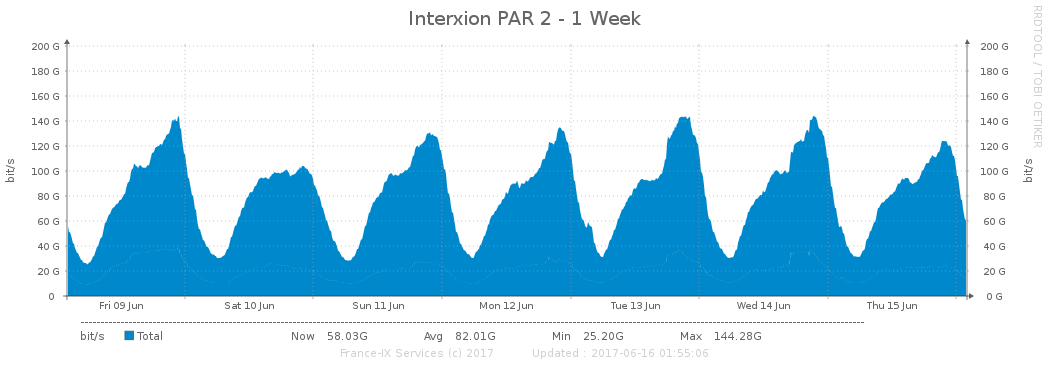 Interxion PAR 2 - 1 Week
RRDTOOL / TOBI OETIKER
bit/s
200 G 200 G
180 G 180 G
160 G 160 G
140 G 140 G
120 G 120 G
100 G 100 G
80 G 80 G
60 G 60 G
40 G 40 G
20 G 20 G
0 0 G
bit/s
Fri 09 Jun Sat 10 Jun Sun 11 Jun Mon 12 Jun Tue 13 Jun Wed 14 Jun Thu 15 Jun
bit/s Total Now 58.03G Avg 82.01G Min 25.20G Max 144.28G
France-IX Services (c) 2017 Updated : 2017-06-16 01:55:06